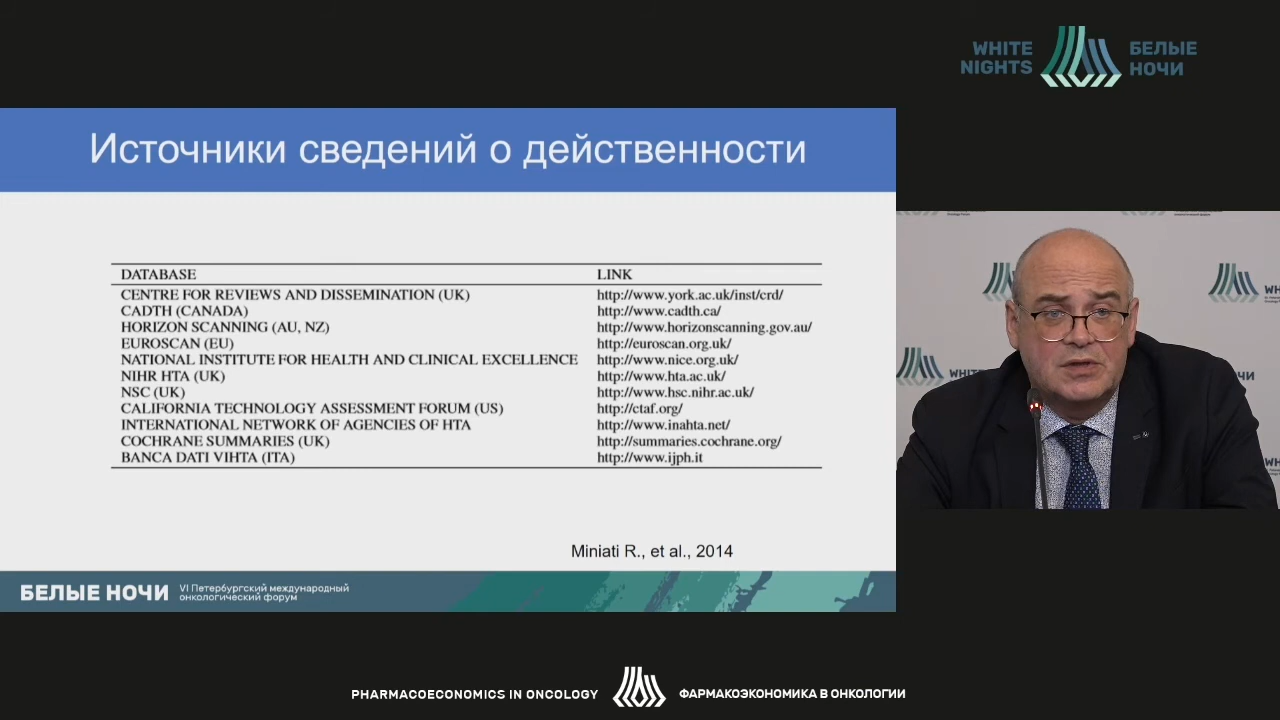 WHITE
NIGHTS
БЕЛЫЕ
НОЧИ
Источники сведений о действенности
DATABASE LINK
CENTRE FOR REVIEWS AND DISSEMINATION (UK) http://www.york.ac.uk/inst/crd/
CADTH (CANADA) http://www.cadth.ca/
HORIZON SCANNING (AU, NZ) http://www.horizonscanning.gov.au/
EUROSCAN (EU) http://euroscan.org.uk/
NATIONAL INSTITUTE FOR HEALTH AND CLINICAL EXCELLENCE http://www.nice.org.uk/
NIHR HTA (UK) http://www.hta.ac.uk/
NSC (UK) http://www.hsc.nihr.ac.uk/
CALIFORNIA TECHNOLOGY ASSESSMENT FORUM (US) http://ctaf.org/
INTERNATIONAL NETWORK OF AGENCIES OF HTA http://www.inahta.net/
COCHRANE SUMMARIES (UK) http://summaries.cochrane.org/
BANCA DATI VIHTA (ITA) http://www.ijph.it
Miniati R., et al., 2014
БЕЛЫЕ НОЧИ
VI Петербургский международный
онкологический форум
WHITE
НОЧИ
PHARMACOECONOMICS IN ONCOLOGY
ФАРМАКОЭКОНОМИКА В ОНКОЛОГИИ